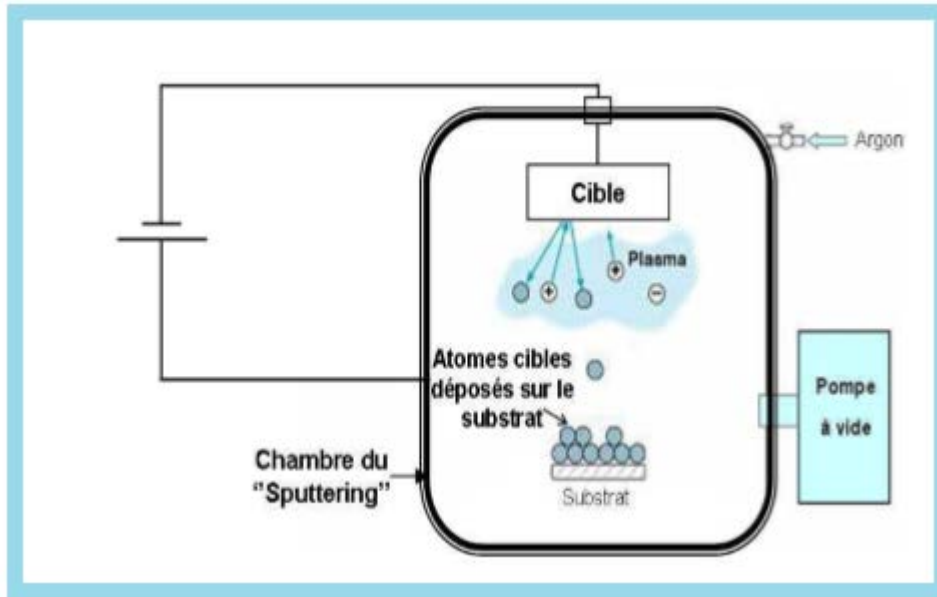 Argon
Cible
Plasma
+
+
−
Atomes cibles
déposés sur le
substrat
Pompe
à vide
Chambre du
"Sputtering"
Substrat